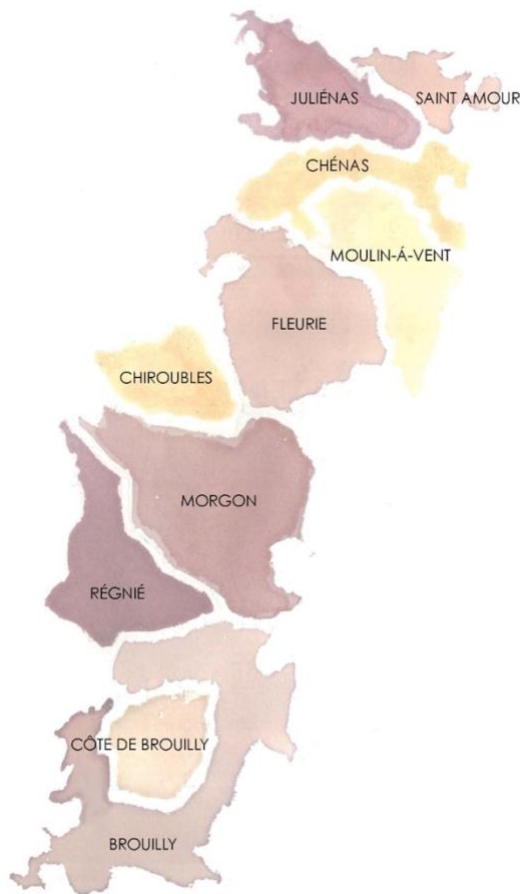 JULIÉNAS
SAINT AMOUR
CHÉNAS
MOULIN-Á-VENT
FLEURIE
CHIROUBLES
MORGON
RÉGNIÉ
CÔTE DE BROUILLY
BROUILLY